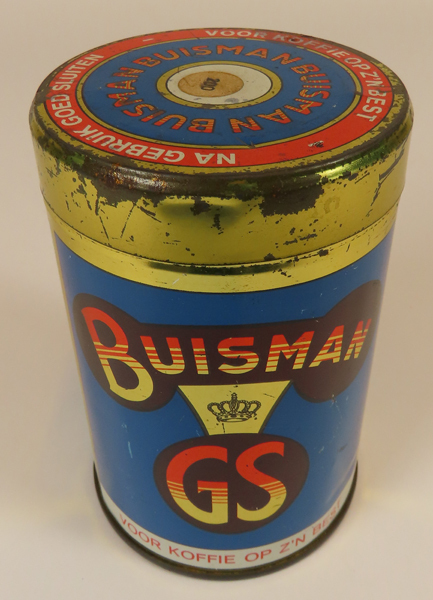 VOOR KOFFIE OP Z'N BEST
NA GEBRUIK GOED SLUITEN
BUISMAN BUISMAN BUISMAN
BUISMAN
GS
VOOR KOFFIE OP Z'N BEST